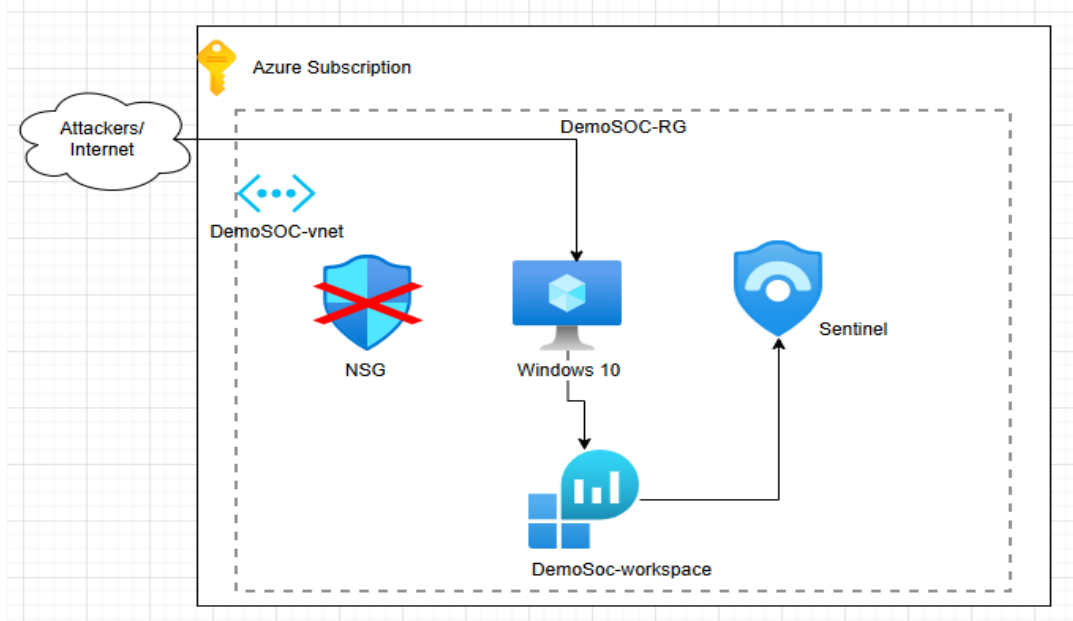 Azure Subscription
DemoSOC-RG
Attackers/
Internet
DemoSOC-vnet
NSG
Windows 10
Sentinel
DemoSoc-workspace